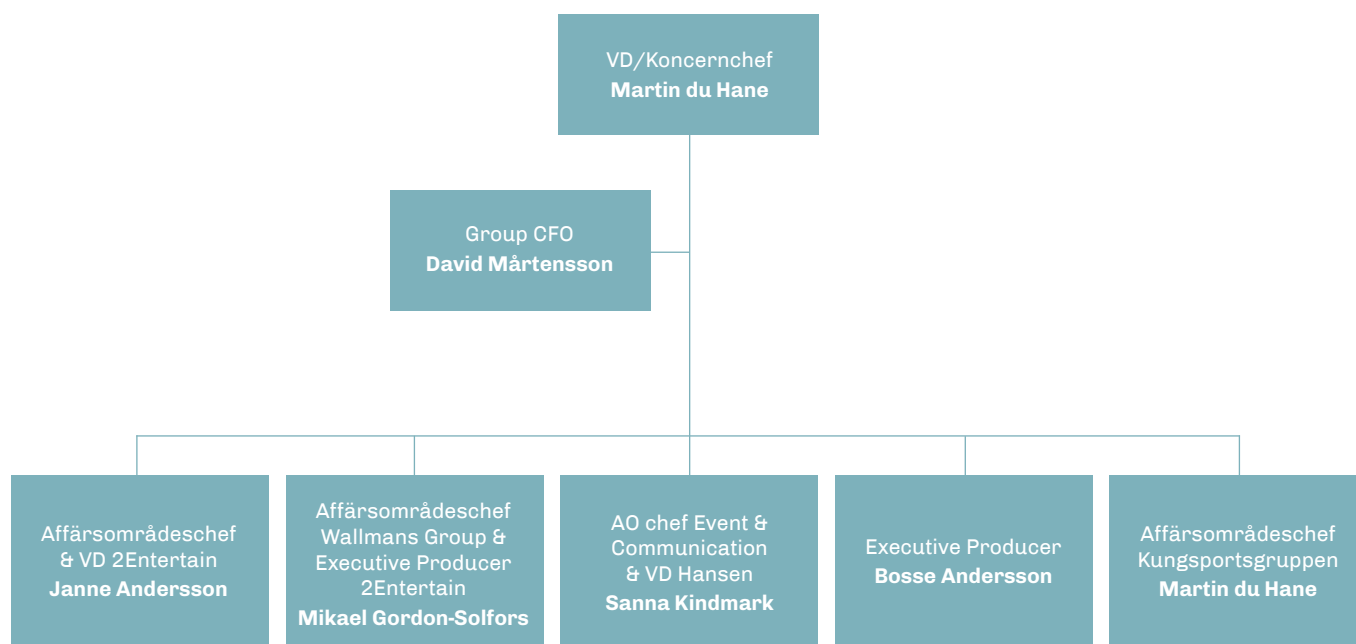 VD/Koncernchef
Martin du Hane
Group CFO
David Mårtensson
Affärsområdeschef
& VD 2Entertain
Janne Andersson
Affärsområdeschef
Wallmans Group &
Executive Producer
2Entertain
Mikael Gordon-Solfors
AO chef Event &
Communication
& VD Hansen
Sanna Kindmark
Executive Producer
Bosse Andersson
Affärsområdeschef
Kungsportsgruppen
Martin du Hane